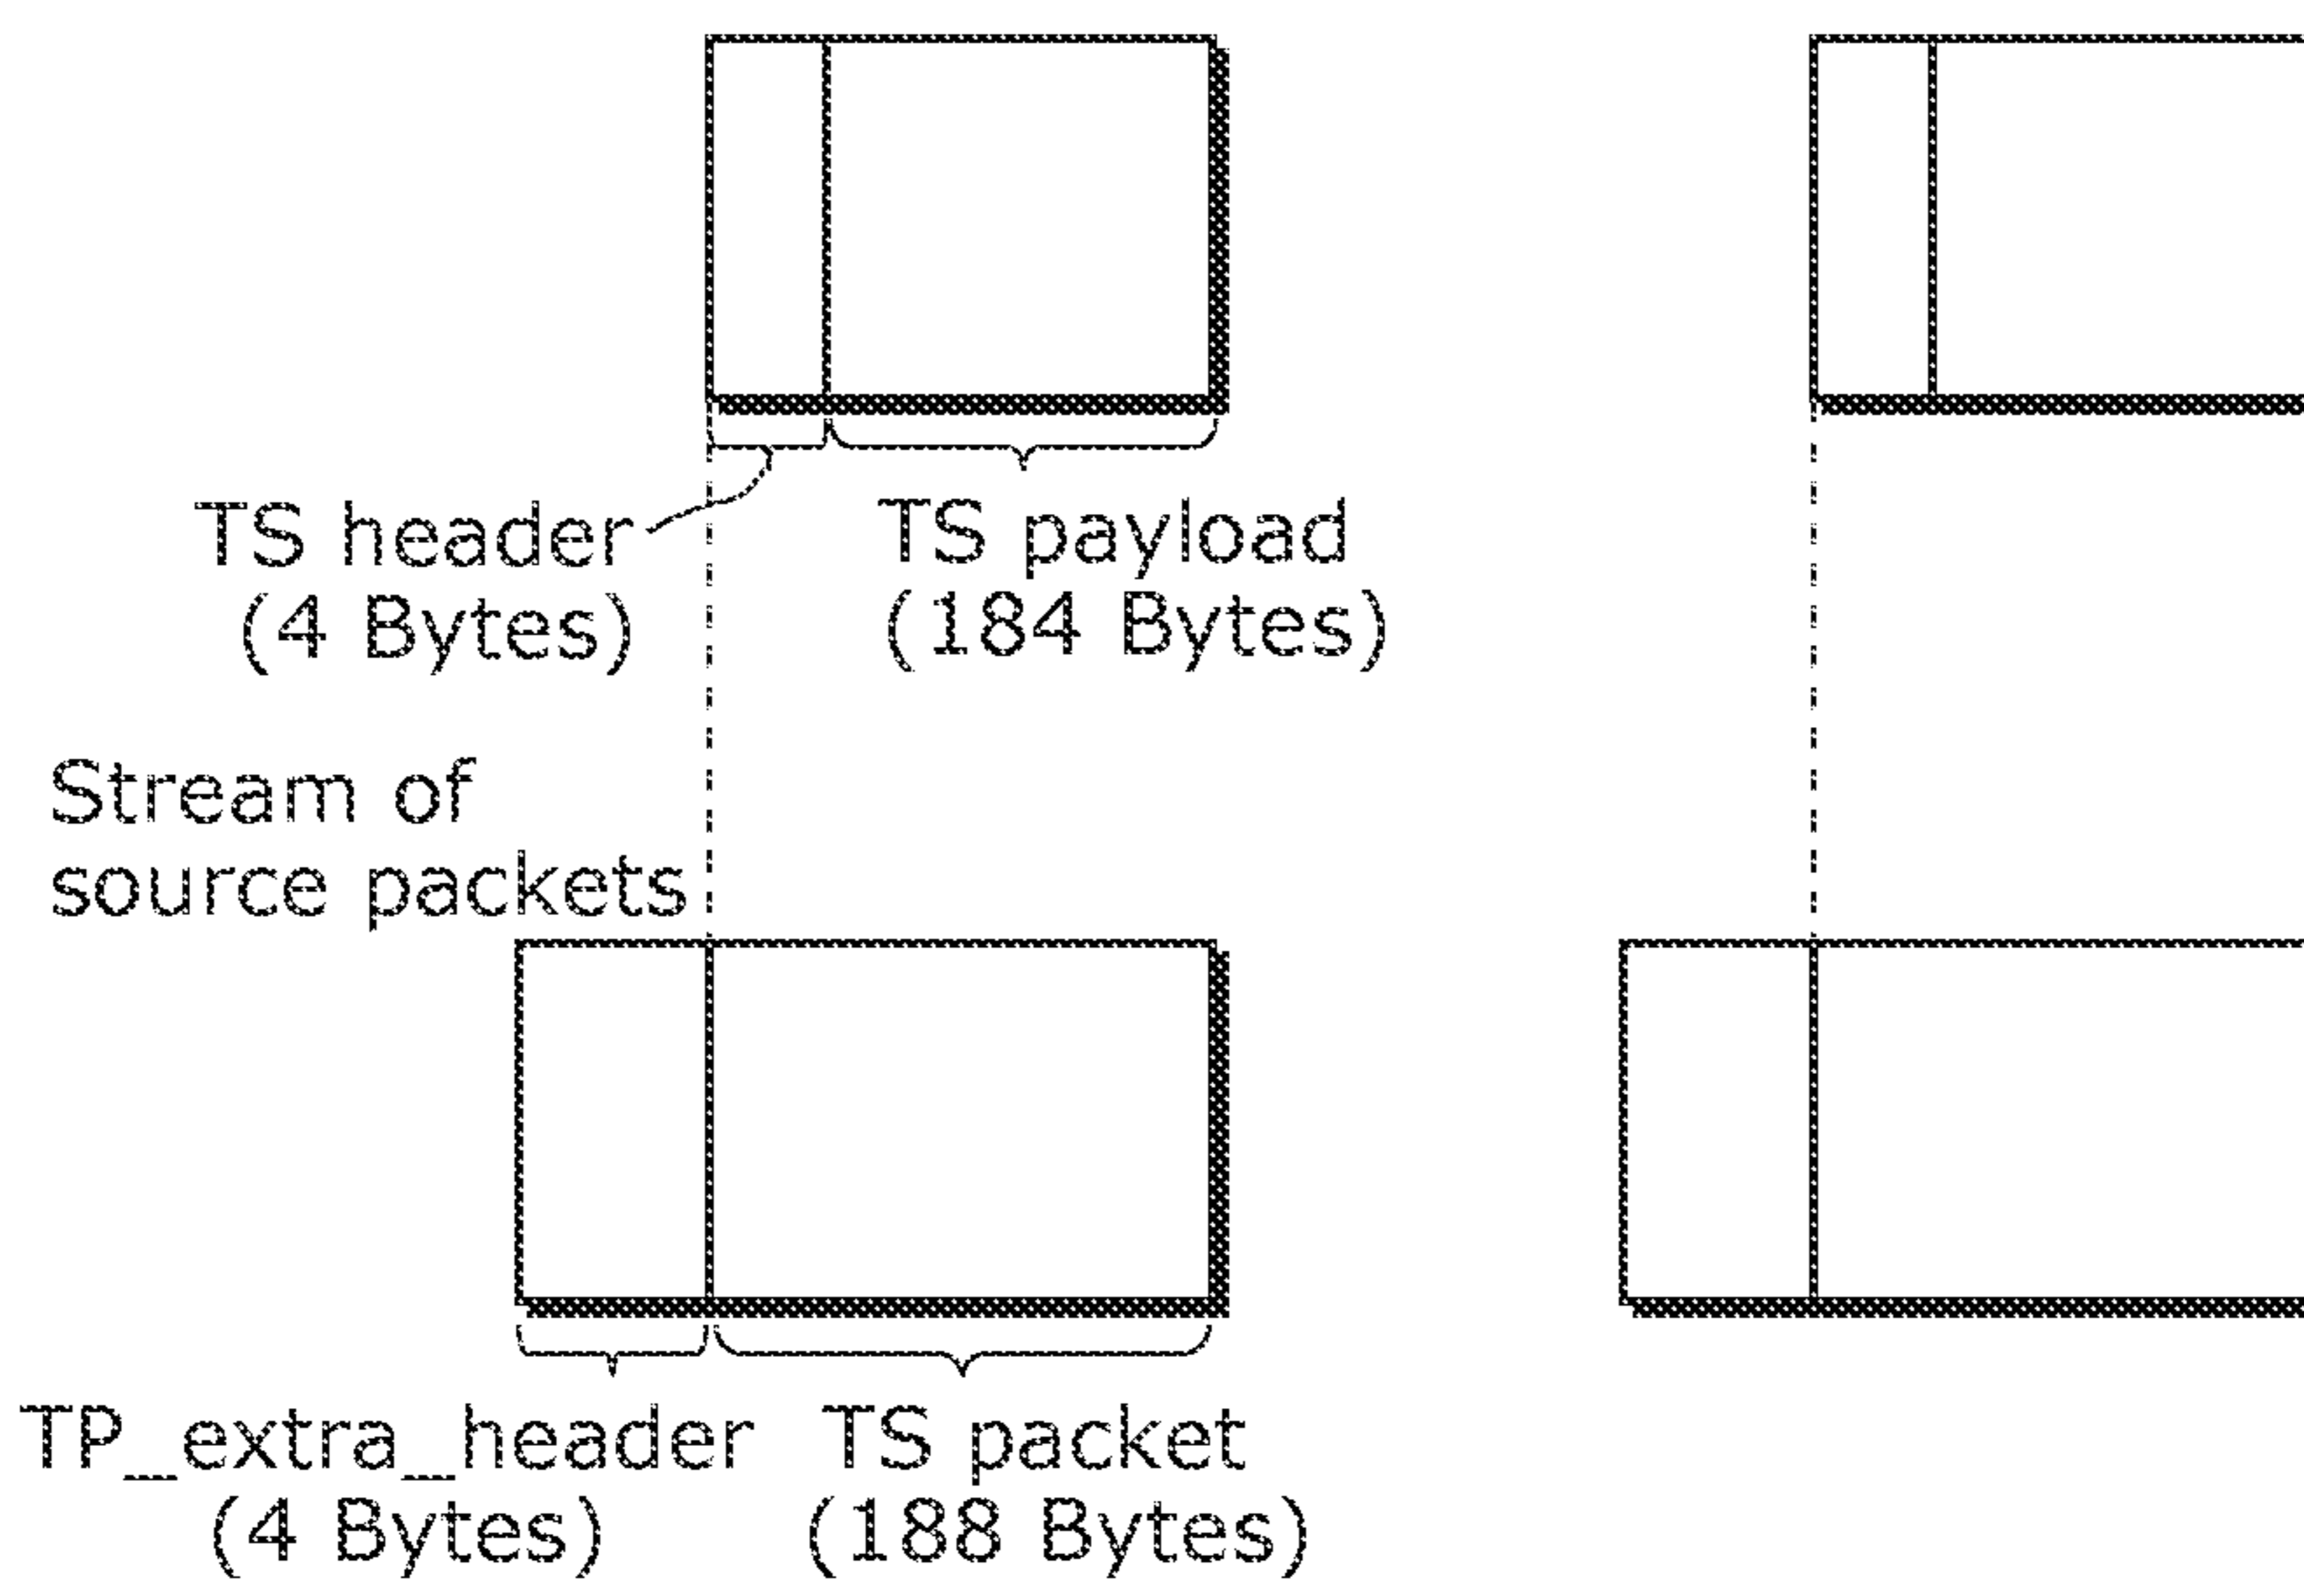 TS header
(4 Bytes)
TS payload
(184 Bytes)
Stream of
source packets
TP_extra_header
(4 Bytes)
TS packet
(188 Bytes)